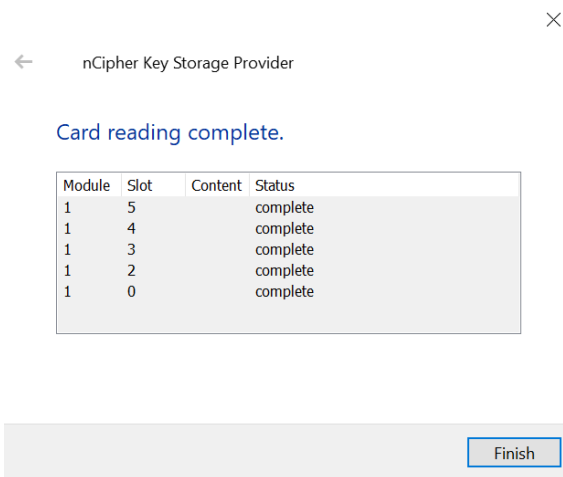 nCipher Key Storage Provider
Card reading complete.
Module Slot Content Status
1 5 complete
1 4 complete
1 3 complete
1 2 complete
1 0 complete
Finish